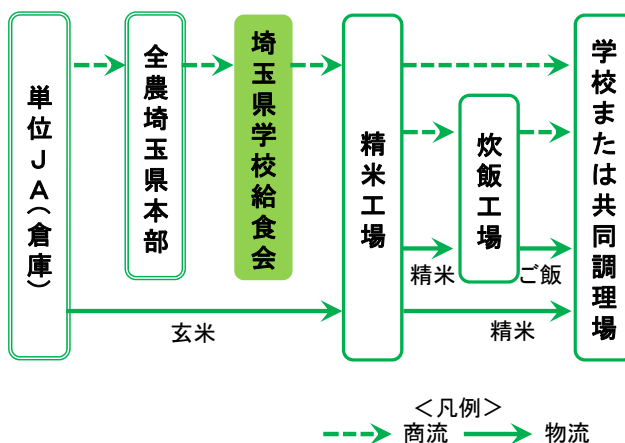 単位JA(倉庫)
全農埼玉県本部
埼玉県学校給食会
精米工場
炊飯工場
学校または共同調理場
精米
ご飯
玄米
精米
＜凡例＞
商流
物流